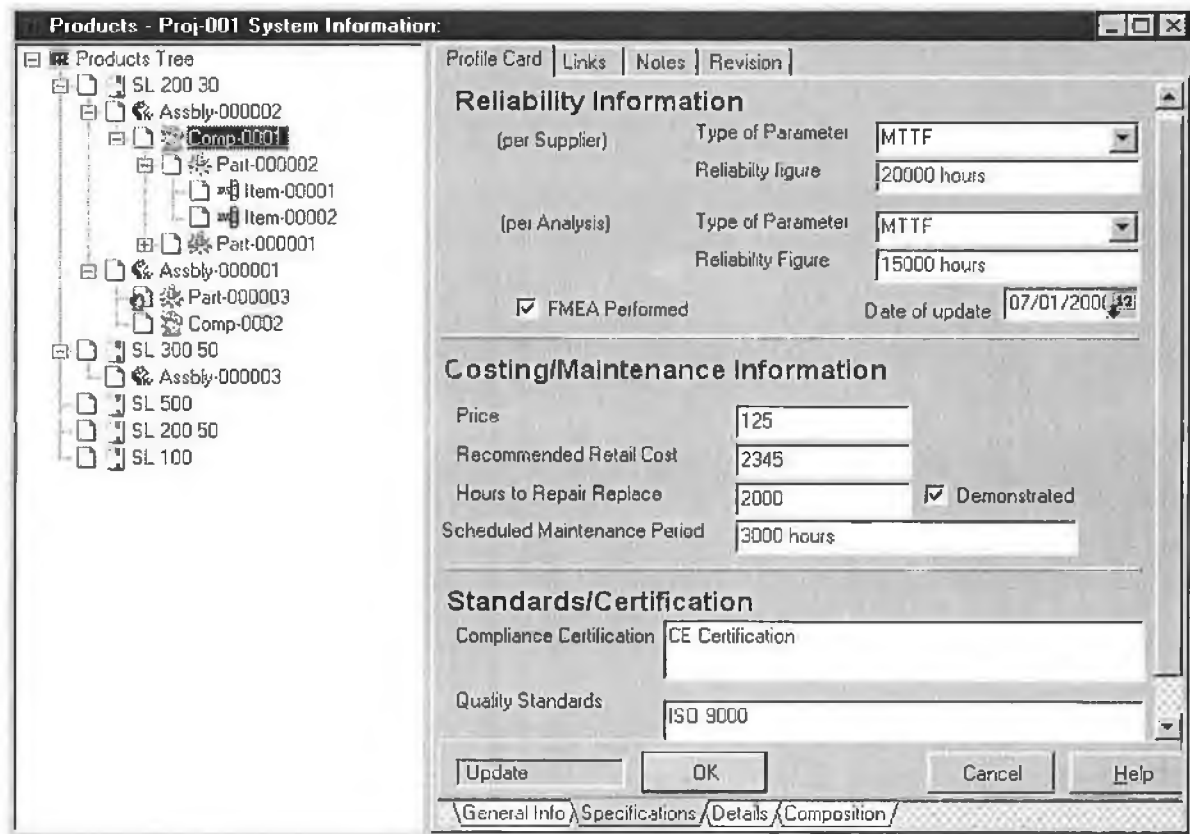 Products - Proj-001 System Information:
Products Tree
SL 200 30
Assbly-000002
Comp-0001
Part-000002
Item-00001
Item-00002
Part-000001
Assbly-000001
Part-000003
Comp-0002
SL 300 50
Assbly-000003
SL 500
SL 200 50
SL 100
Profile Card Links Notes Revision
Reliability Information
(per Supplier) Type of Parameter MTTF
Reliabilty figure 20000 hours
(per Analysis) Type of Parameter MTTF
Reliability Figure 15000 hours
FMEA Performed Date of update 07/01/200
Costing/Maintenance Information
Price 125
Recommended Retail Cost 2345
Hours to Repair Replace 2000 Demonstrated
Scheduled Maintenance Period 3000 hours
Standards/Certification
Compliance Certification CE Certification
Quality Standards ISO 9000
Update OK Cancel Help
General Info Specifications Details Composition